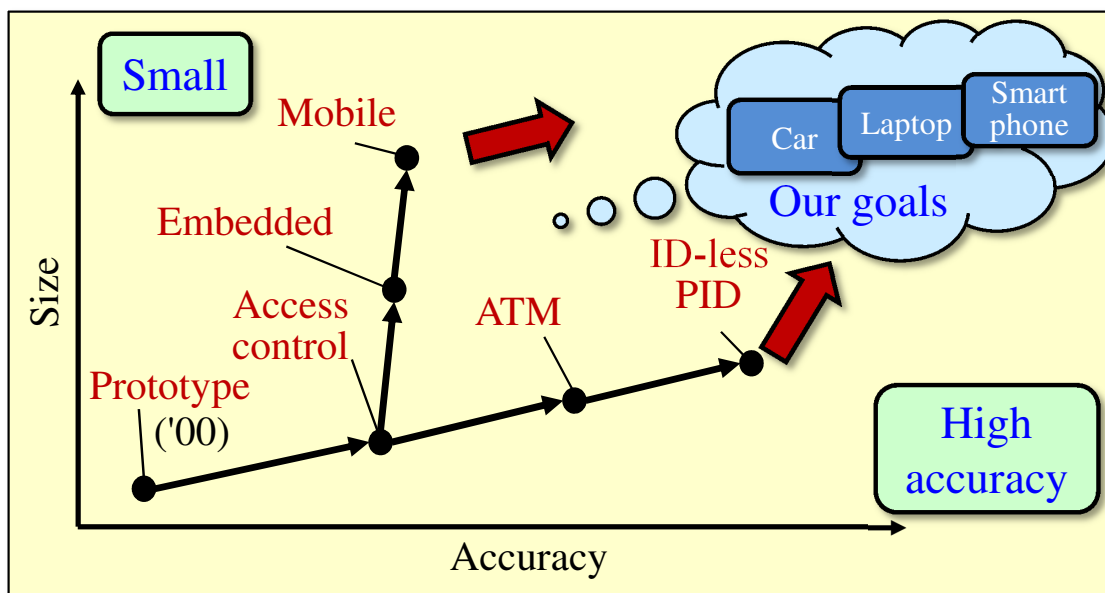 Small
Mobile
Smart
phone
Laptop
Car
Our goals
Embedded
ID-less
PID
Size
Access
control
ATM
Prototype
('00)
High
accuracy
Accuracy